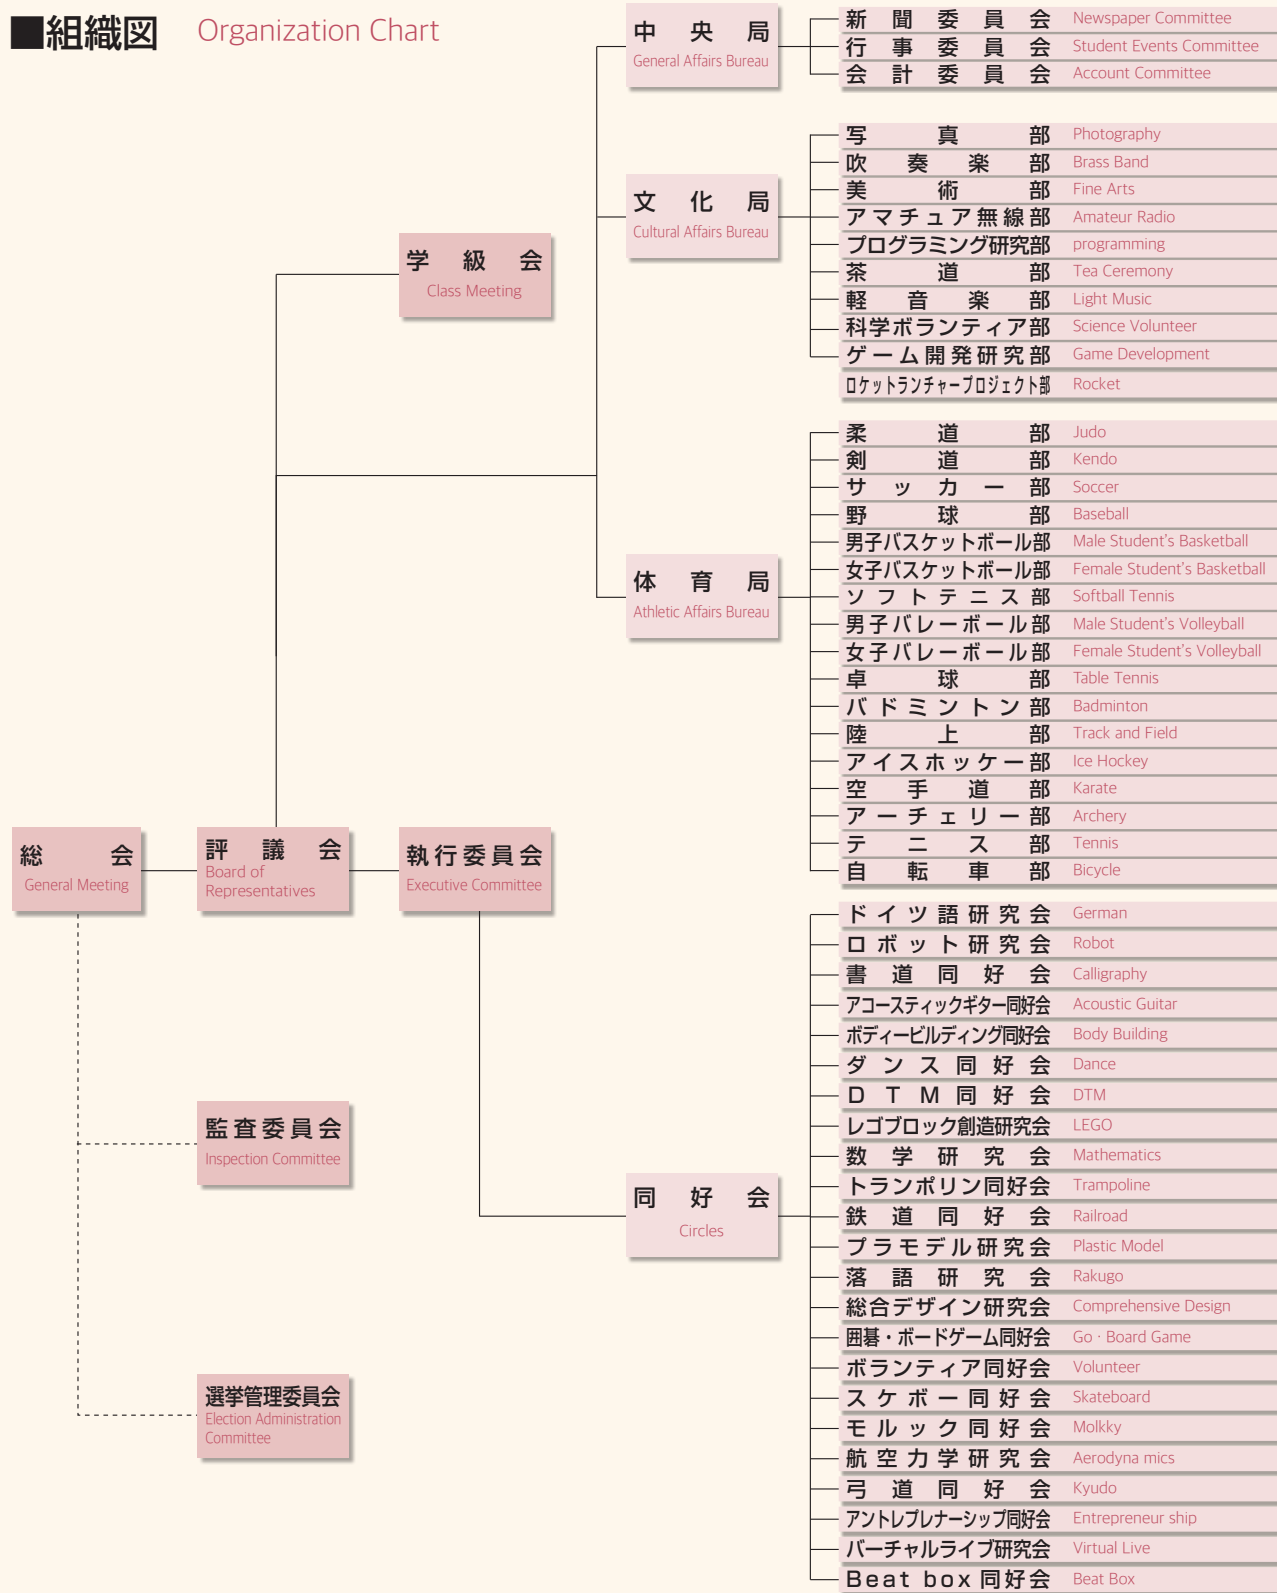 ■組織図 Organization Chart
総会
General Meeting
評議会
Board of
Representatives
執行委員会
Executive Committee
学級会
Class Meeting
監査委員会
Inspection Committee
選挙管理委員会
Election Administration
Committee
中央局
General Affairs Bureau
新聞委員会 Newspaper Committee
行事委員会 Student Events Committee
会計委員会 Account Committee
文化局
Cultural Affairs Bureau
写真部 Photography
吹奏楽部 Brass Band
美術部 Fine Arts
アマチュア無線部 Amateur Radio
プログラミング研究部 programming
茶道部 Tea Ceremony
軽音楽部 Light Music
科学ボランティア部 Science Volunteer
ゲーム開発研究部 Game Development
ロケットランチャープロジェクト部 Rocket
体育局
Athletic Affairs Bureau
柔道部 Judo
剣道部 Kendo
サッカー部 Soccer
野球部 Baseball
男子バスケットボール部 Male Student's Basketball
女子バスケットボール部 Female Student's Basketball
ソフトテニス部 Softball Tennis
男子バレーボール部 Male Student's Volleyball
女子バレーボール部 Female Student's Volleyball
卓球部 Table Tennis
バドミントン部 Badminton
陸上部 Track and Field
アイスホッケー部 Ice Hockey
空手道部 Karate
アーチェリー部 Archery
テニス部 Tennis
自転車部 Bicycle
同好会
Circles
ドイツ語研究会 German
ロボット研究会 Robot
書道同好会 Calligraphy
アコースティックギター同好会 Acoustic Guitar
ボディービルディング同好会 Body Building
ダンス同好会 Dance
DTM同好会 DTM
レゴブロック創造研究会 LEGO
数学研究会 Mathematics
トランポリン同好会 Trampoline
鉄道同好会 Railroad
プラモデル研究会 Plastic Model
落語研究会 Rakugo
総合デザイン研究会 Comprehensive Design
囲碁・ボードゲーム同好会 Go・Board Game
ボランティア同好会 Volunteer
スケボー同好会 Skateboard
モルック同好会 Molkky
航空力学研究会 Aerodyna mics
弓道同好会 Kyudo
アントレプレナーシップ同好会 Entrepreneur ship
バーチャルライブ研究会 Virtual Live
Beat box 同好会 Beat Box